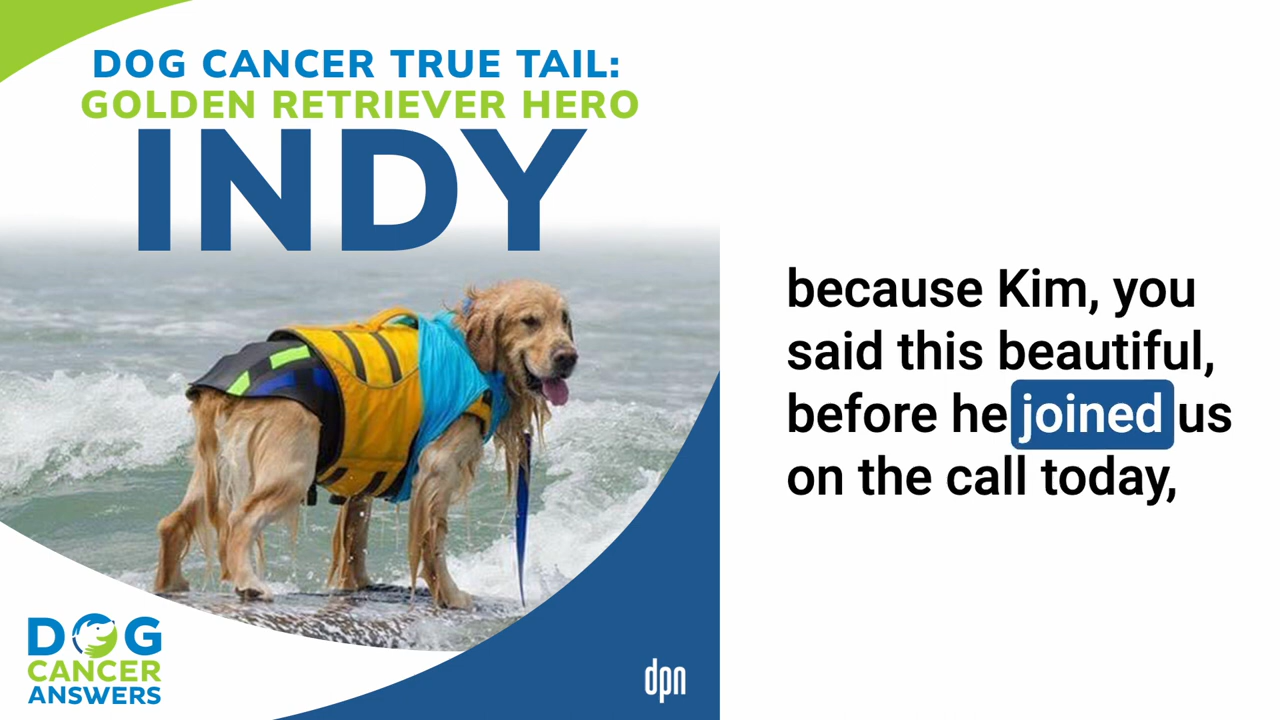 DOG CANCER TRUE TAIL:
GOLDEN RETRIEVER HERO
INDY
because Kim, you
said this beautiful,
before he joined us
on the call today,
DOG
CANCER
ANSWERS
dpn